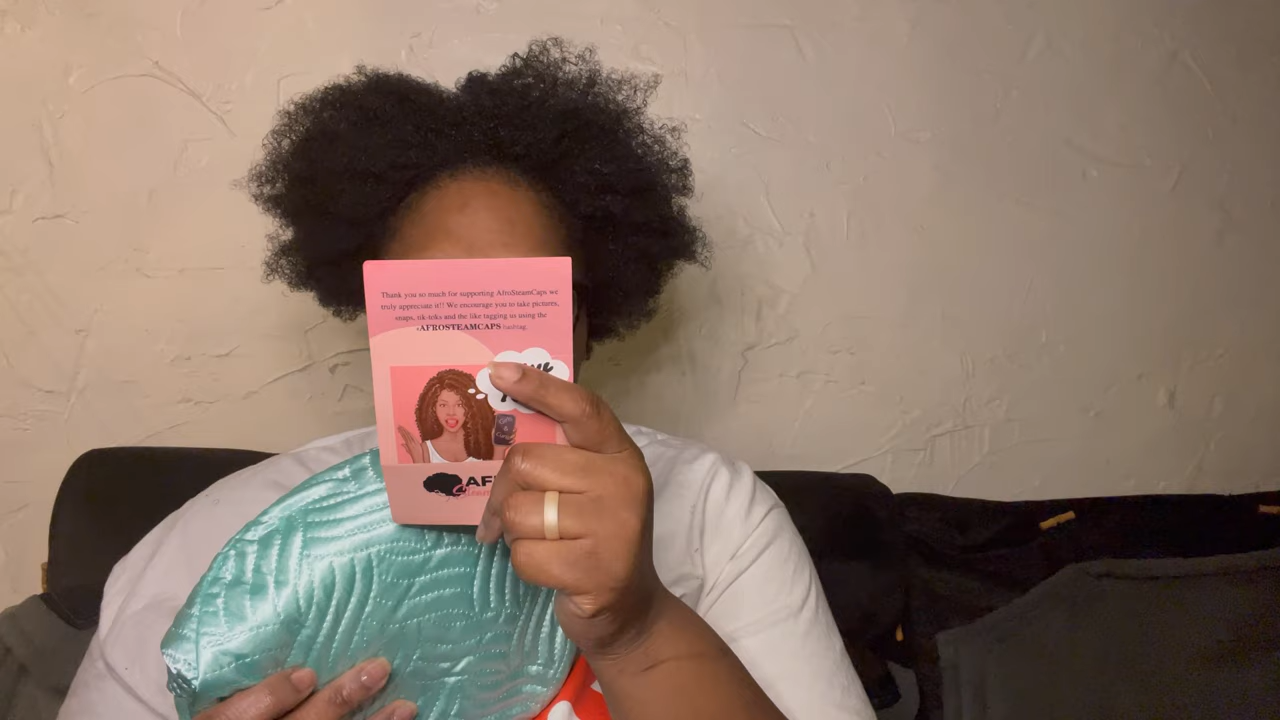 Thank you so much for supporting AfroSteamCaps we
truly appreciate it!! We encourage you to take pictures,
snaps, tik-toks and the like tagging us using the
#AFROSTEAMCAPS hashtag.